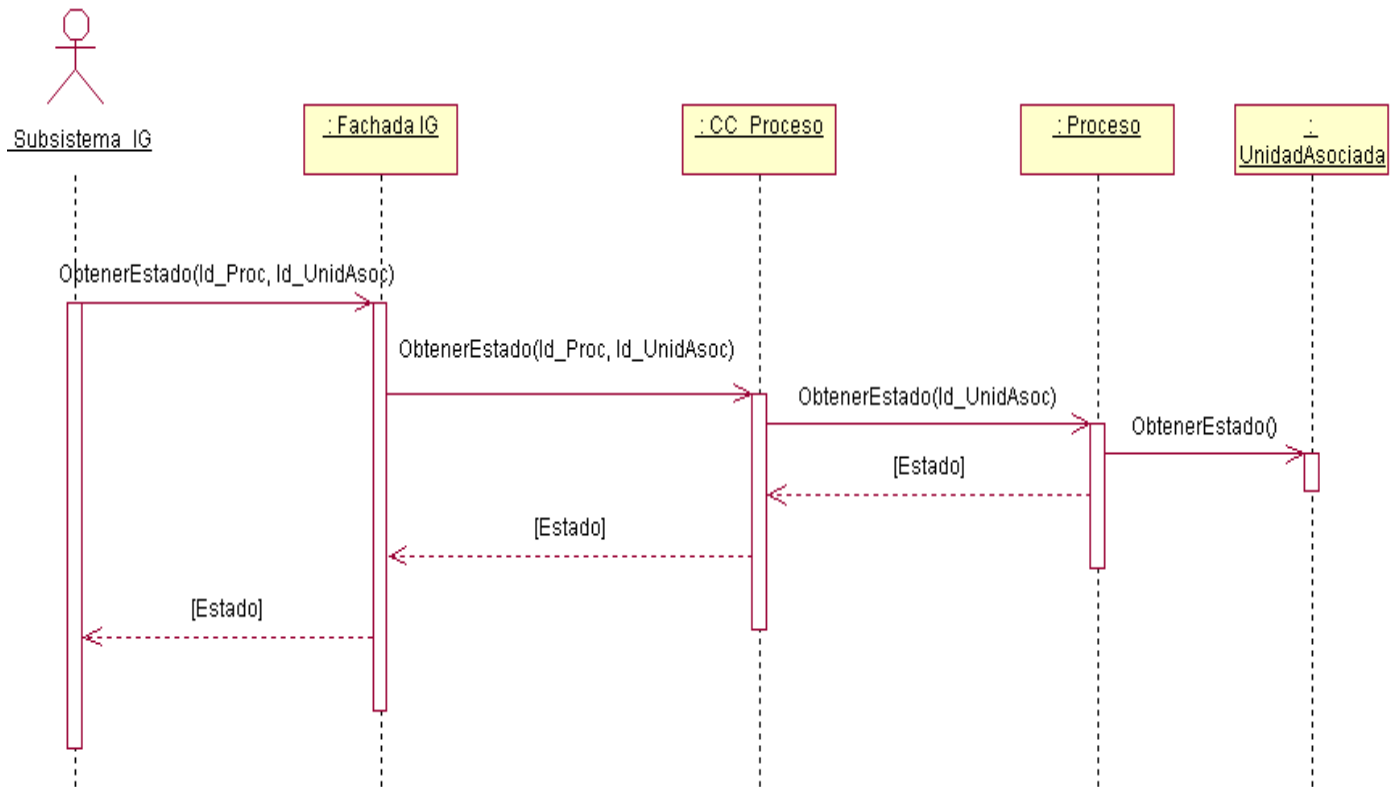 Subsistema_IG
: Fachada IG
: CC_Proceso
: Proceso
:
UnidadAsociada
ObtenerEstado(Id_Proc, Id_UnidAsoc)
ObtenerEstado(Id_Proc, Id_UnidAsoc)
ObtenerEstado(Id_UnidAsoc)
ObtenerEstado()
[Estado]
[Estado]
[Estado]